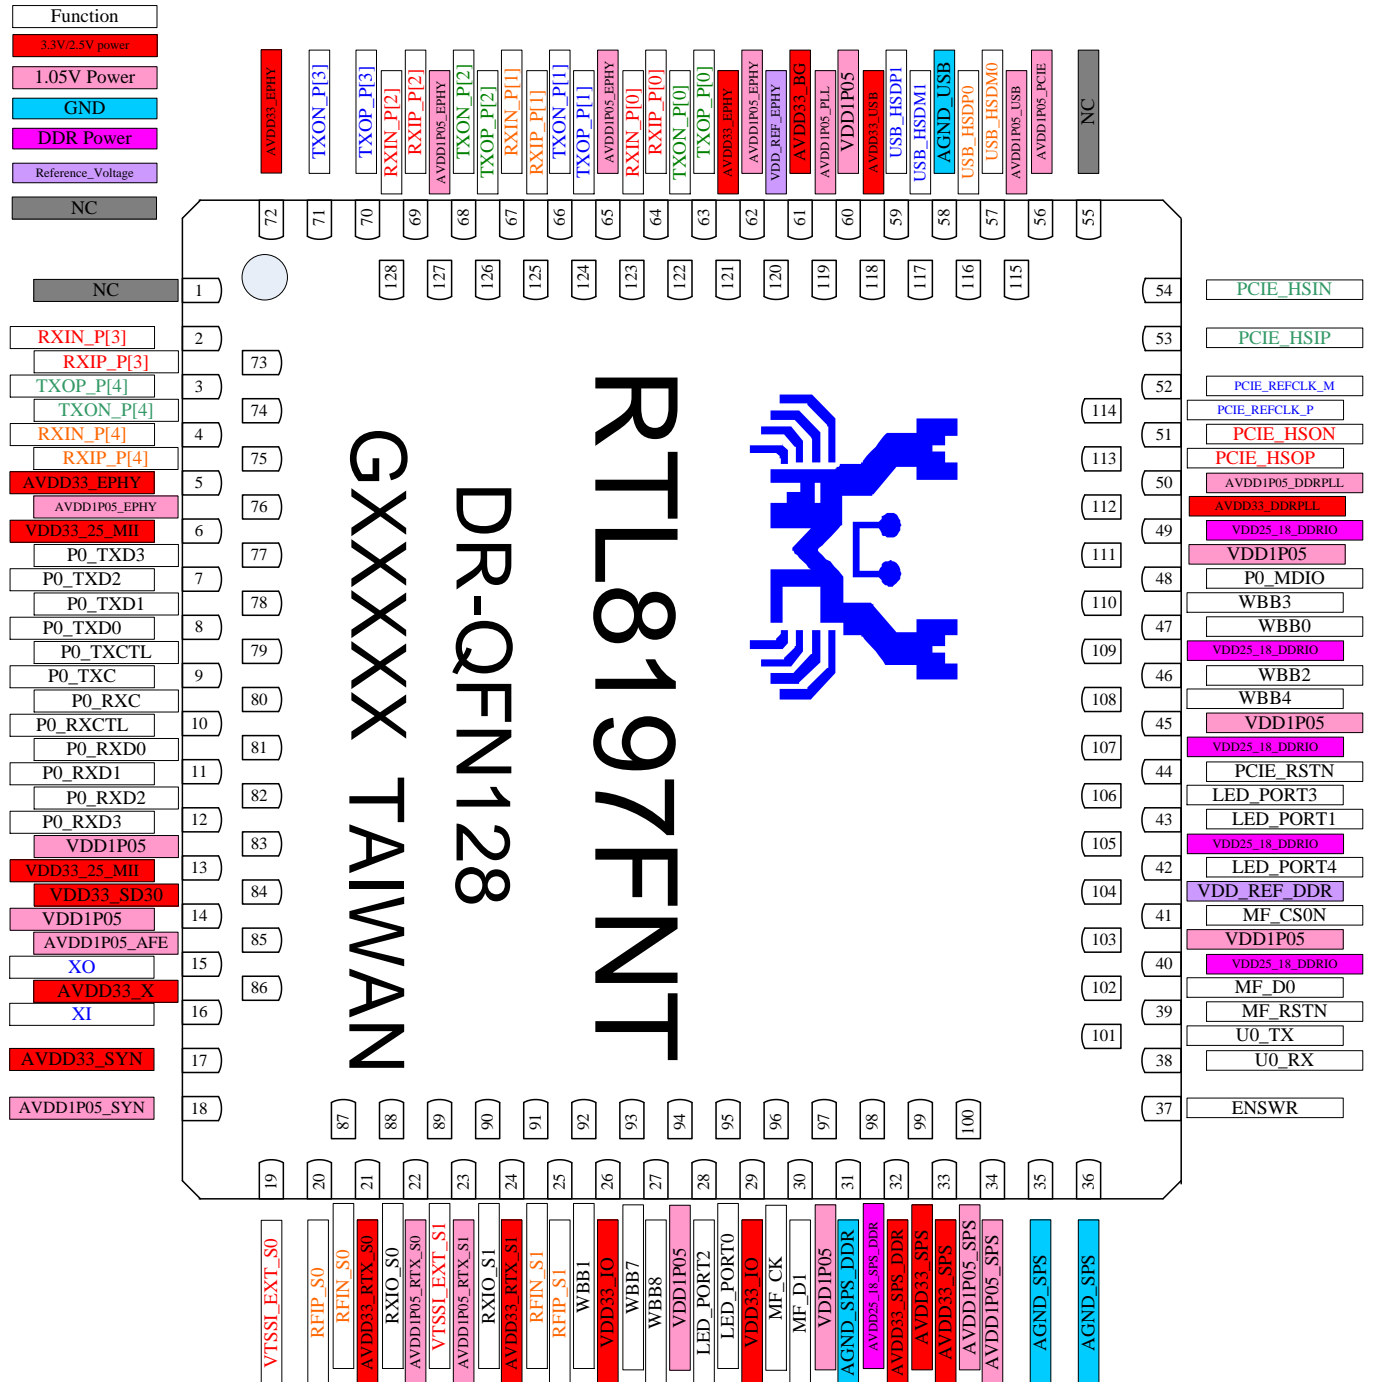 Function
3.3V/2.5V power
1.05V Power
GND
DDR Power
Reference_Voltage
NC
AVDD33_EPHY
TXON_P[3]
TXOP_P[3]
RXIN_P[2]
RXIP_P[2]
AVDD1P05_EPHY
TXON_P[2]
TXOP_P[2]
RXIN_P[1]
RXIP_P[1]
TXON_P[1]
TXOP_P[1]
AVDD1P05_EPHY
RXIN_P[0]
RXIP_P[0]
TXON_P[0]
TXOP_P[0]
AVDD33_EPHY
AVDD1P05_EPHY
VDD_REF_EPHY
AVDD33_BG
AVDD1P05_PLL
VDD1P05
AVDD33_USB
USB_HSDP1
USB_HSDM1
AGND_USB
USB_HSDP0
USB_HSDM0
AVDD1P05_USB
AVDD1P05_PCIE
NC
72
71
70
69
68
67
66
65
64
63
62
61
60
59
58
57
56
55
128
127
126
125
124
123
122
121
120
119
118
117
116
115
NC
RXIN_P[3]
RXIP_P[3]
TXOP_P[4]
TXON_P[4]
RXIN_P[4]
RXIP_P[4]
AVDD33_EPHY
AVDD1P05_EPHY
VDD33_25_MII
P0_TXD3
P0_TXD2
P0_TXD1
P0_TXD0
P0_TXCTL
P0_TXC
P0_RXC
P0_RXCTL
P0_RXD0
P0_RXD1
P0_RXD2
P0_RXD3
VDD1P05
VDD33_25_MII
VDD33_SD30
VDD1P05
AVDD1P05_AFE
XO
AVDD33_X
XI
AVDD33_SYN
AVDD1P05_SYN
1
2
3
4
5
6
7
8
9
10
11
12
13
14
15
16
17
18
73
74
75
76
77
78
79
80
81
82
83
84
85
86
RTL8197FNT
DR-QFN128
GXXXXXX TAIWAN
114
113
112
111
110
109
108
107
106
105
104
103
102
101
54
53
52
51
50
49
48
47
46
45
44
43
42
41
40
39
38
37
PCIE_HSIN
PCIE_HSIP
PCIE_REFCLK_M
PCIE_REFCLK_P
PCIE_HSON
PCIE_HSOP
AVDD1P05_DDRPLL
AVDD33_DDRPLL
VDD25_18_DDRIO
VDD1P05
P0_MDIO
WBB3
WBB0
VDD25_18_DDRIO
WBB2
WBB4
VDD1P05
VDD25_18_DDRIO
PCIE_RSTN
LED_PORT3
LED_PORT1
VDD25_18_DDRIO
LED_PORT4
VDD_REF_DDR
MF_CS0N
VDD1P05
VDD25_18_DDRIO
MF_D0
MF_RSTN
U0_TX
U0_RX
ENSWR
87
88
89
90
91
92
93
94
95
96
97
98
99
100
19
20
21
22
23
24
25
26
27
28
29
30
31
32
33
34
35
36
VTSSI_EXT_S0
RFIP_S0
RFIN_S0
AVDD33_RTX_S0
RXIO_S0
AVDD1P05_RTX_S0
VTSSI_EXT_S1
AVDD1P05_RTX_S1
RXIO_S1
AVDD33_RTX_S1
RFIN_S1
RFIP_S1
WBB1
VDD33_IO
WBB7
WBB8
VDD1P05
LED_PORT2
LED_PORT0
VDD33_IO
MF_CK
MF_D1
VDD1P05
AGND_SPS_DDR
AVDD25_18_SPS_DDR
AVDD33_SPS_DDR
AVDD33_SPS
AVDD33_SPS
AVDD1P05_SPS
AVDD1P05_SPS
AGND_SPS
AGND_SPS